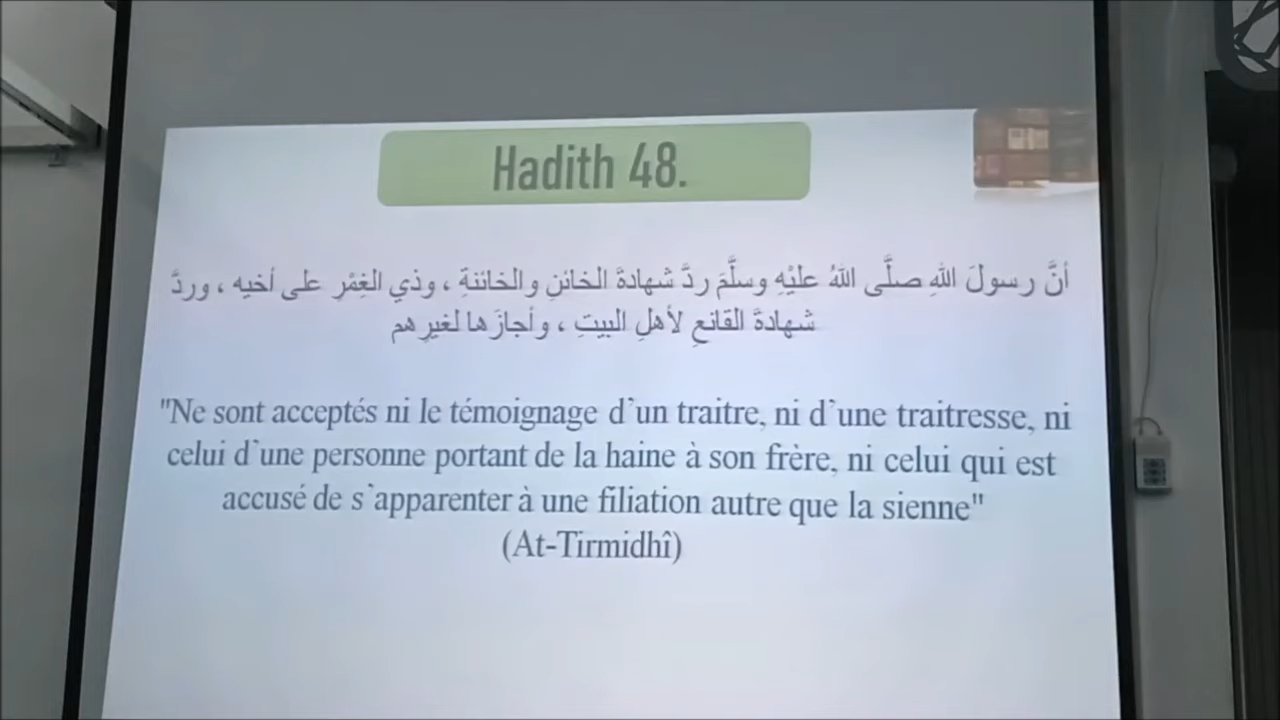 Hadith 48.
أنَّ رسولَ اللهِ صلَّى اللهُ عليْهِ وسلَّمَ ردَّ شهادةَ الخائنِ والخائنةِ ، وذي الغِمْرِ على أخيه ، وردَّ
شهادةَ القانعِ لأهلِ البيتِ ، وأجازَها لغيرِهم
"Ne sont acceptés ni le témoignage d'un traitre, ni d'une traitresse, ni
celui d'une personne portant de la haine à son frère, ni celui qui est
accusé de s'apparenter à une filiation autre que la sienne"
(At-Tirmidhî)